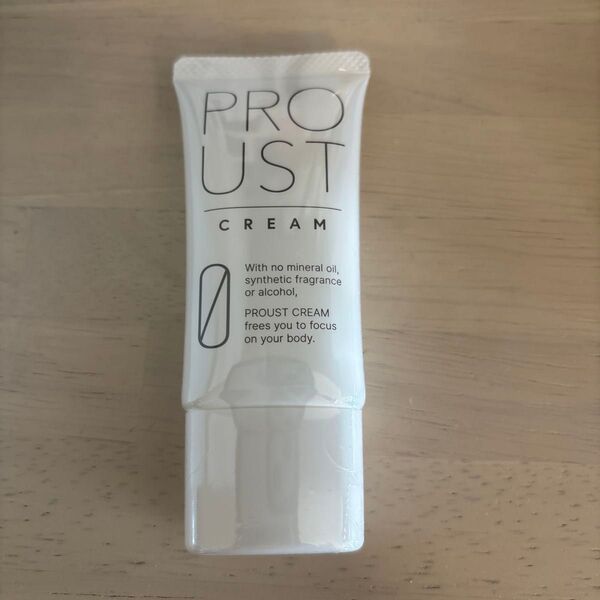 PRO
UST
CREAM
0
With no mineral oil,
synthetic fragrance
or alcohol,
PROUST CREAM
frees you to focus
on your body.